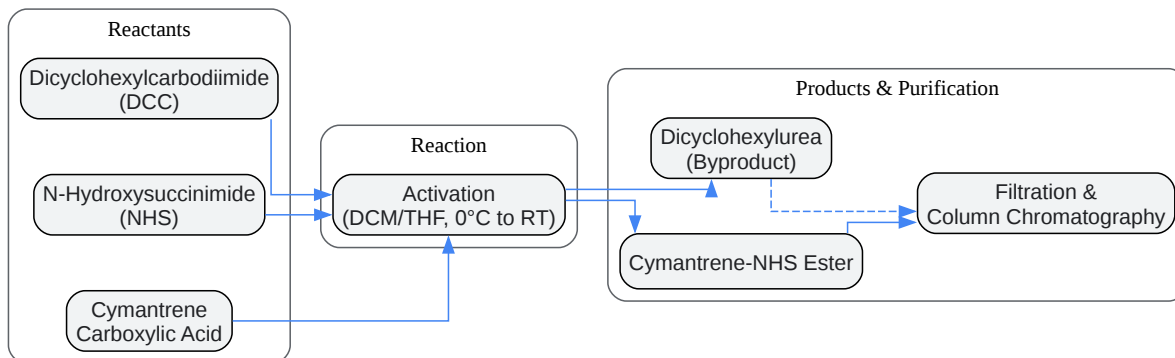 Reactants
Dicyclohexylcarbodiimide
(DCC)
N-Hydroxysuccinimide
(NHS)
Cymantrene
Carboxylic Acid
Reaction
Activation
(DCM/THF, 0°C to RT)
Products & Purification
Dicyclohexylurea
(Byproduct)
Cymantrene-NHS Ester
Filtration &
Column Chromatography